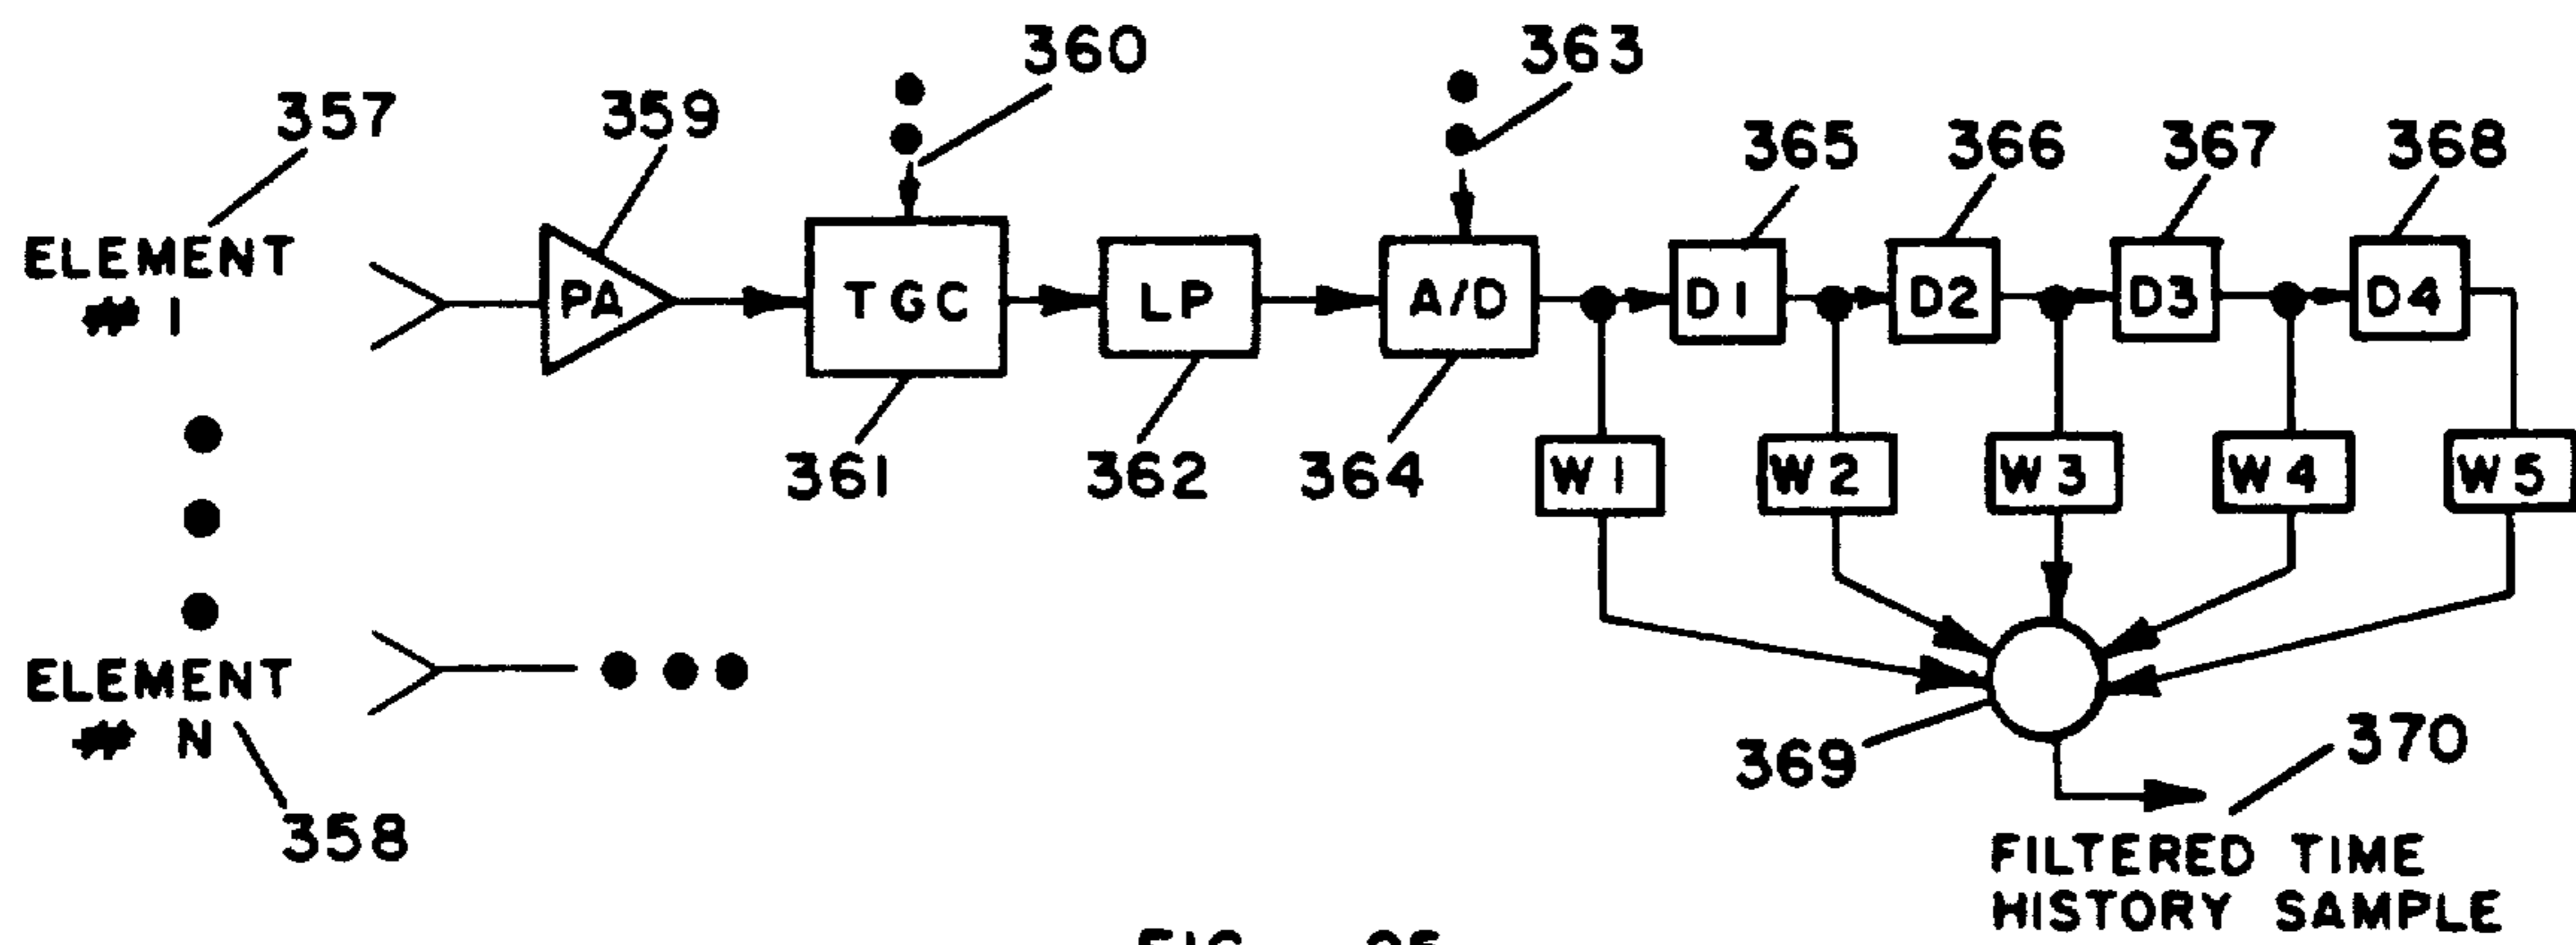 360
363
357
359
365
366
367
368
ELEMENT
# 1
PA
TGC
LP
A/D
D1
D2
D3
D4
361
362
364
W1
W2
W3
W4
W5
ELEMENT
# N
358
369
370
FILTERED TIME
HISTORY SAMPLE